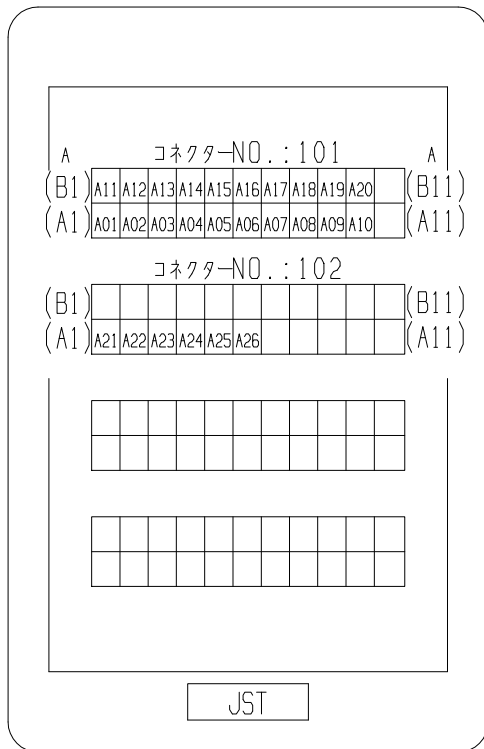 A コネクターNO.:101 A
(B1) A11 A12 A13 A14 A15 A16 A17 A18 A19 A20 (B11)
(A1) A01 A02 A03 A04 A05 A06 A07 A08 A09 A10 (A11)
コネクターNO.:102
(B1) (B11)
(A1) A21 A22 A23 A24 A25 A26 (A11)
JST